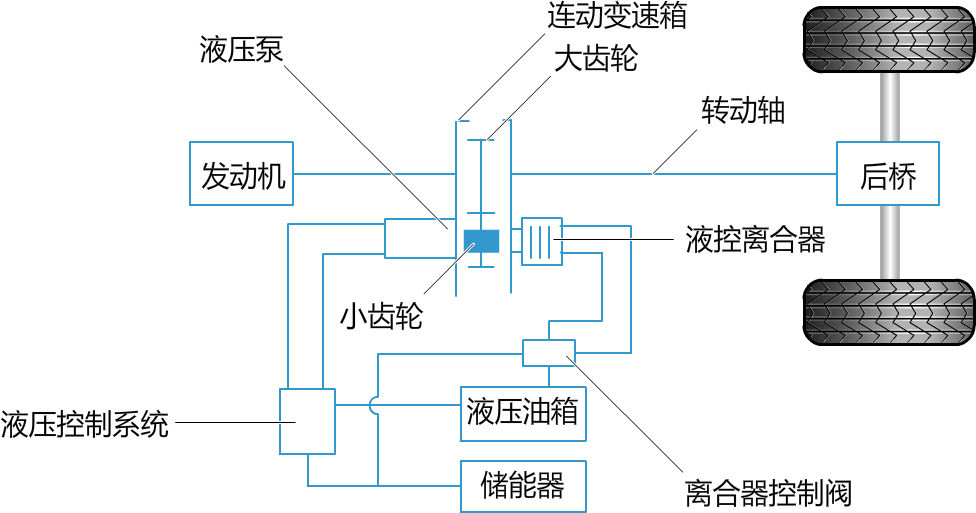 连动变速箱
液压泵
大齿轮
转动轴
发动机
后桥
液控离合器
小齿轮
液压控制系统
液压油箱
储能器
离合器控制阀